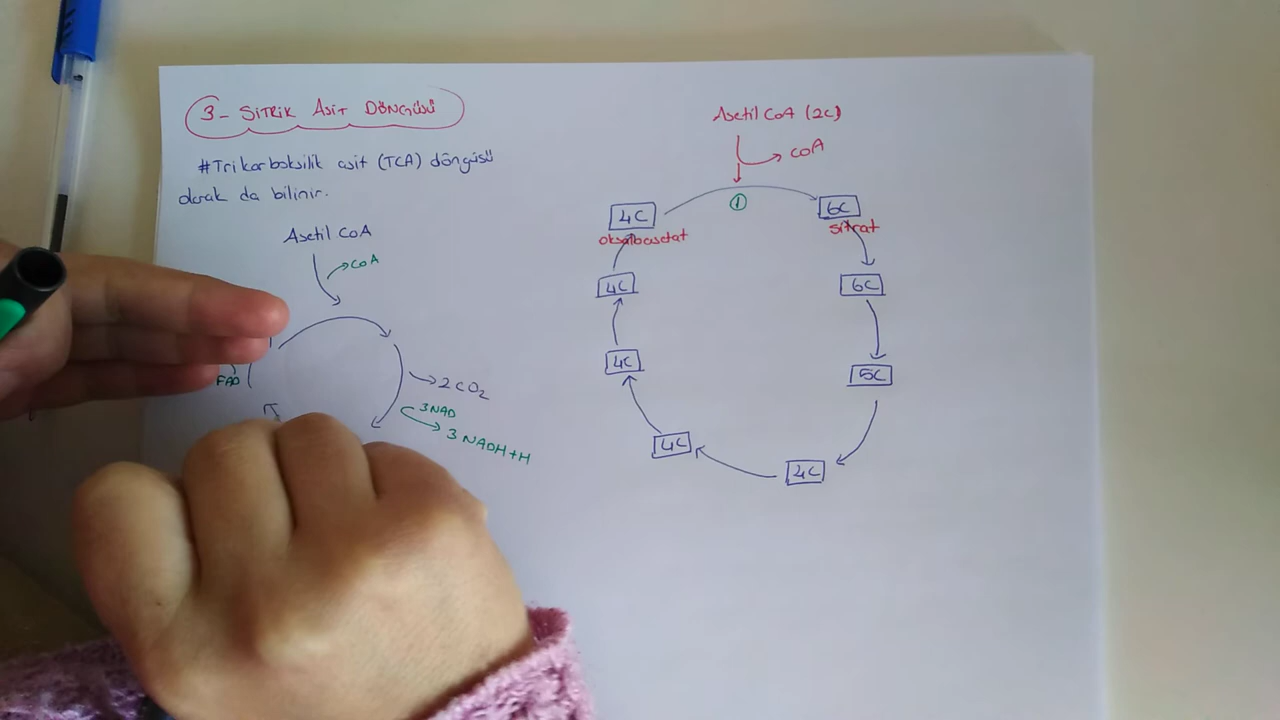 3- SİTRİK ASİT DÖNGÜSÜ
#Trikarboksilik asit (TCA) döngüsü
olarak da bilinir.
Asetil CoA
CoA
FAD
2CO2
3NAD
3 NADH+H
Asetil CoA (2C)
CoA
1
4C
oksaloasetat
6C
sitrat
4C
6C
4C
5C
4C
4C